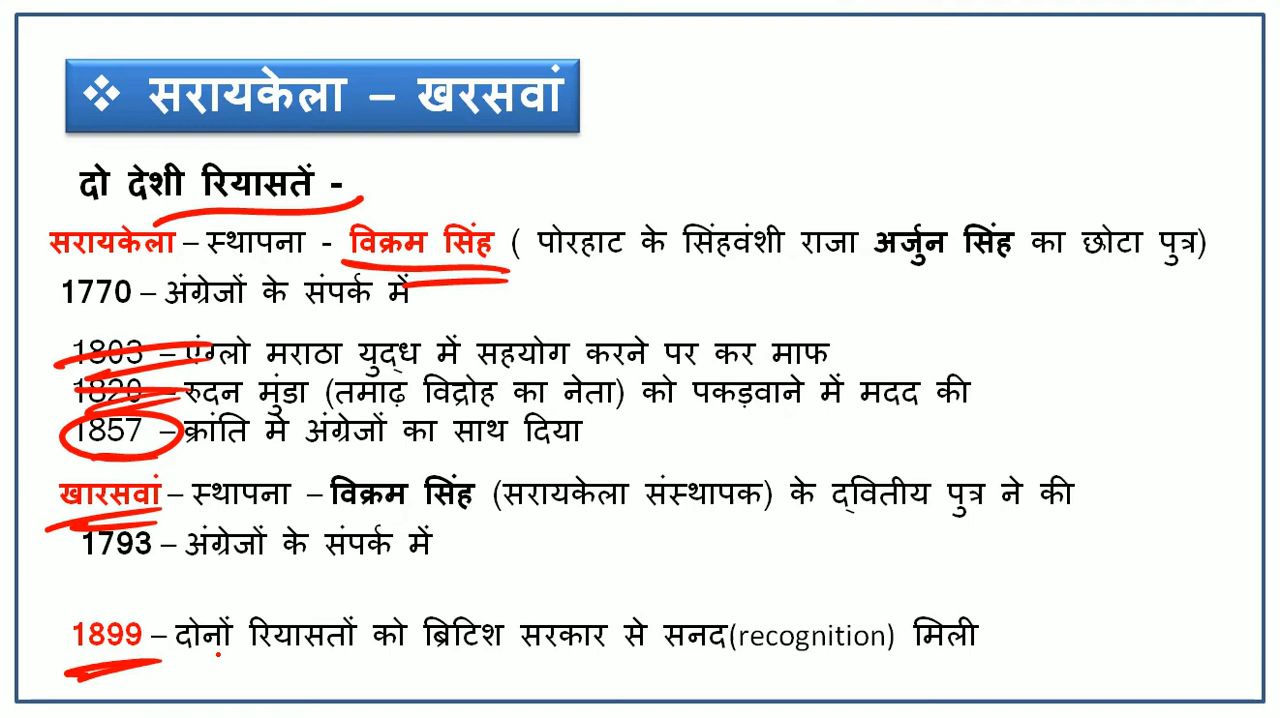 ❖ सरायकेला – खरसवां
दो देशी रियासतें -
सरायकेला – स्थापना - विक्रम सिंह ( पोरहाट के सिंहवंशी राजा अर्जुन सिंह का छोटा पुत्र)
1770 – अंग्रेजों के संपर्क में
1803 – एंग्लो मराठा युद्ध में सहयोग करने पर कर माफ
1820 – रुदन मुंडा (तमाढ़ विद्रोह का नेता) को पकड़वाने में मदद की
1857 – क्रांति मे अंग्रेजों का साथ दिया
खारसवां – स्थापना – विक्रम सिंह (सरायकेला संस्थापक) के द्वितीय पुत्र ने की
1793 – अंग्रेजों के संपर्क में
1899 – दोनों रियासतों को ब्रिटिश सरकार से सनद(recognition) मिली